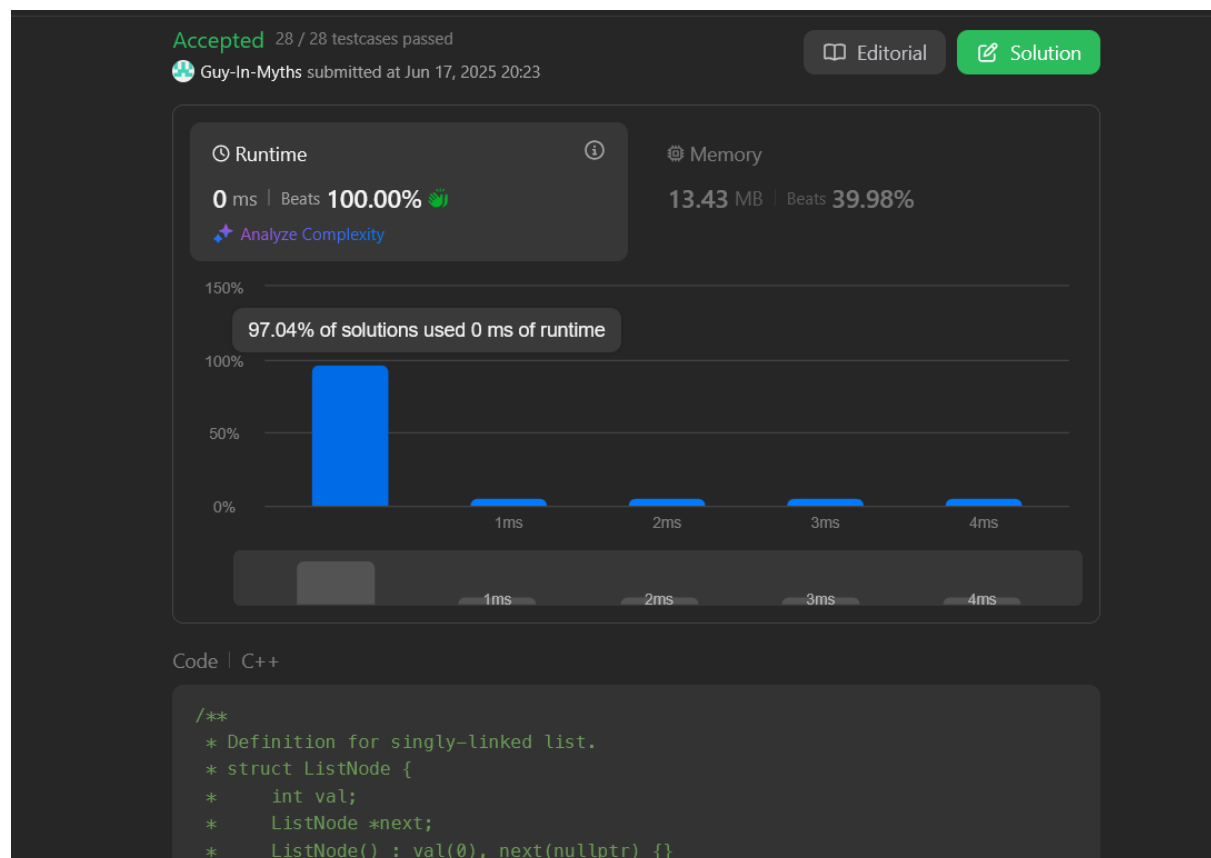 Accepted 28 / 28 testcases passed
Guy-In-Myths submitted at Jun 17, 2025 20:23
Editorial
Solution
Runtime
0 ms | Beats 100.00%
Analyze Complexity
Memory
13.43 MB | Beats 39.98%
150%
97.04% of solutions used 0 ms of runtime
100%
50%
0%
1ms 2ms 3ms 4ms
1ms 2ms 3ms 4ms
Code | C++
/**
* Definition for singly-linked list.
* struct ListNode {
*     int val;
*     ListNode *next;
*     ListNode() : val(0), next(nullptr) {}